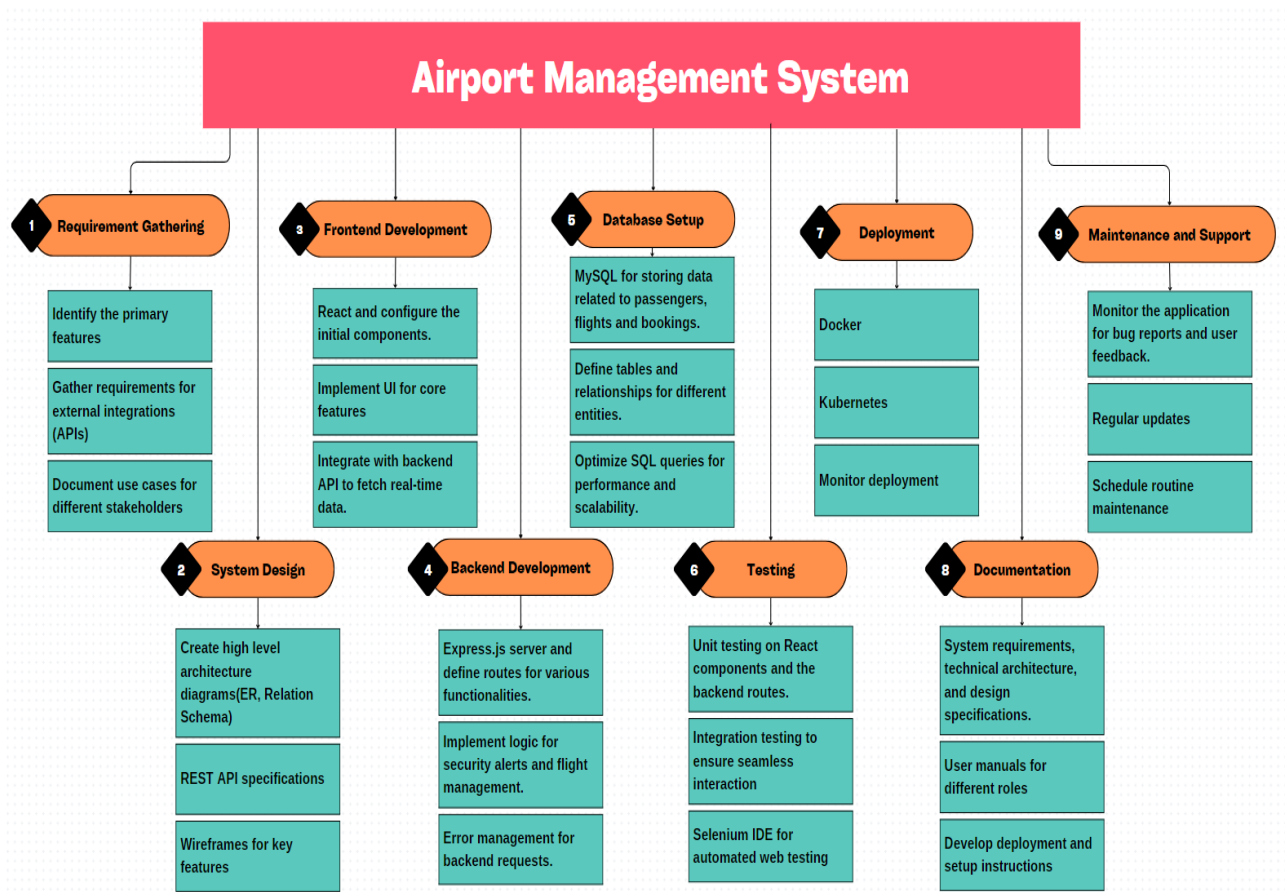 Airport Management System
1
Requirement Gathering
Identify the primary
features
Gather requirements for
external integrations
(APIs)
Document use cases for
different stakeholders
2
System Design
Create high level
architecture
diagrams(ER, Relation
Schema)
REST API specifications
Wireframes for key
features
3
Frontend Development
React and configure the
initial components.
Implement UI for core
features
Integrate with backend
API to fetch real-time
data.
4
Backend Development
Express.js server and
define routes for various
functionalities.
Implement logic for
security alerts and flight
management.
Error management for
backend requests.
5
Database Setup
MySQL for storing data
related to passengers,
flights and bookings.
Define tables and
relationships for different
entities.
Optimize SQL queries for
performance and
scalability.
6
Testing
Unit testing on React
components and the
backend routes.
Integration testing to
ensure seamless
interaction
Selenium IDE for
automated web testing
7
Deployment
Docker
Kubernetes
Monitor deployment
8
Documentation
System requirements,
technical architecture,
and design
specifications.
User manuals for
different roles
Develop deployment and
setup instructions
9
Maintenance and Support
Monitor the application
for bug reports and user
feedback.
Regular updates
Schedule routine
maintenance